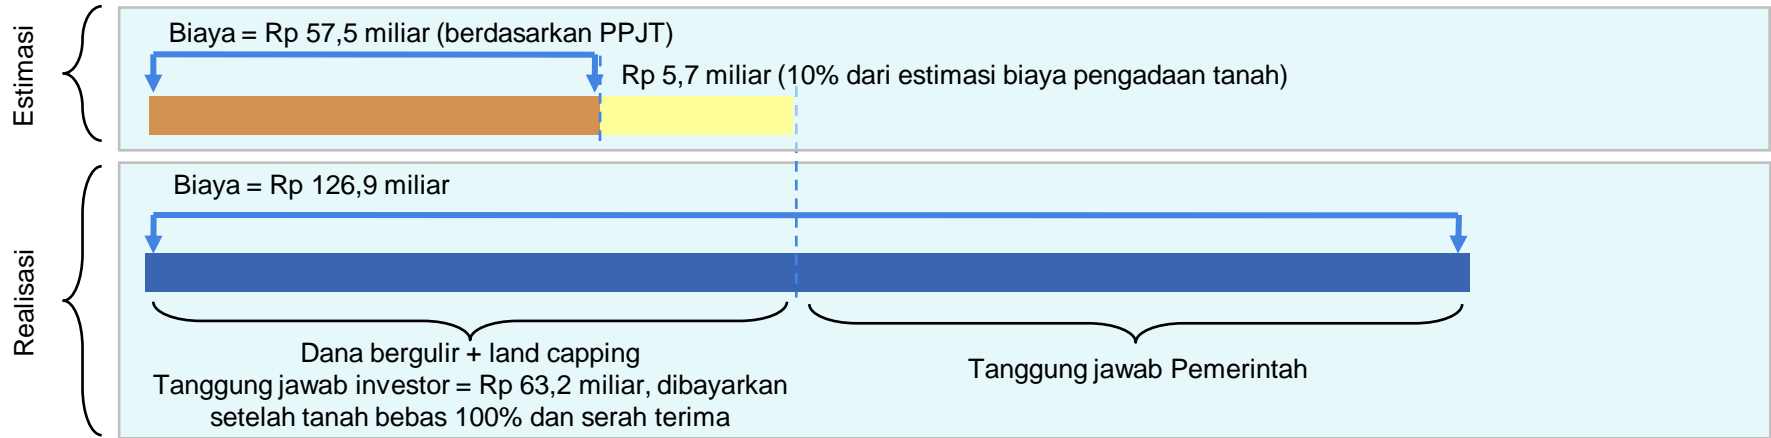 Estimasi
Biaya = Rp 57,5 miliar (berdasarkan PPJT)
Rp 5,7 miliar (10% dari estimasi biaya pengadaan tanah)
Realisasi
Biaya = Rp 126,9 miliar
Dana bergulir + land capping
Tanggung jawab investor = Rp 63,2 miliar, dibayarkan
setelah tanah bebas 100% dan serah terima
Tanggung jawab Pemerintah